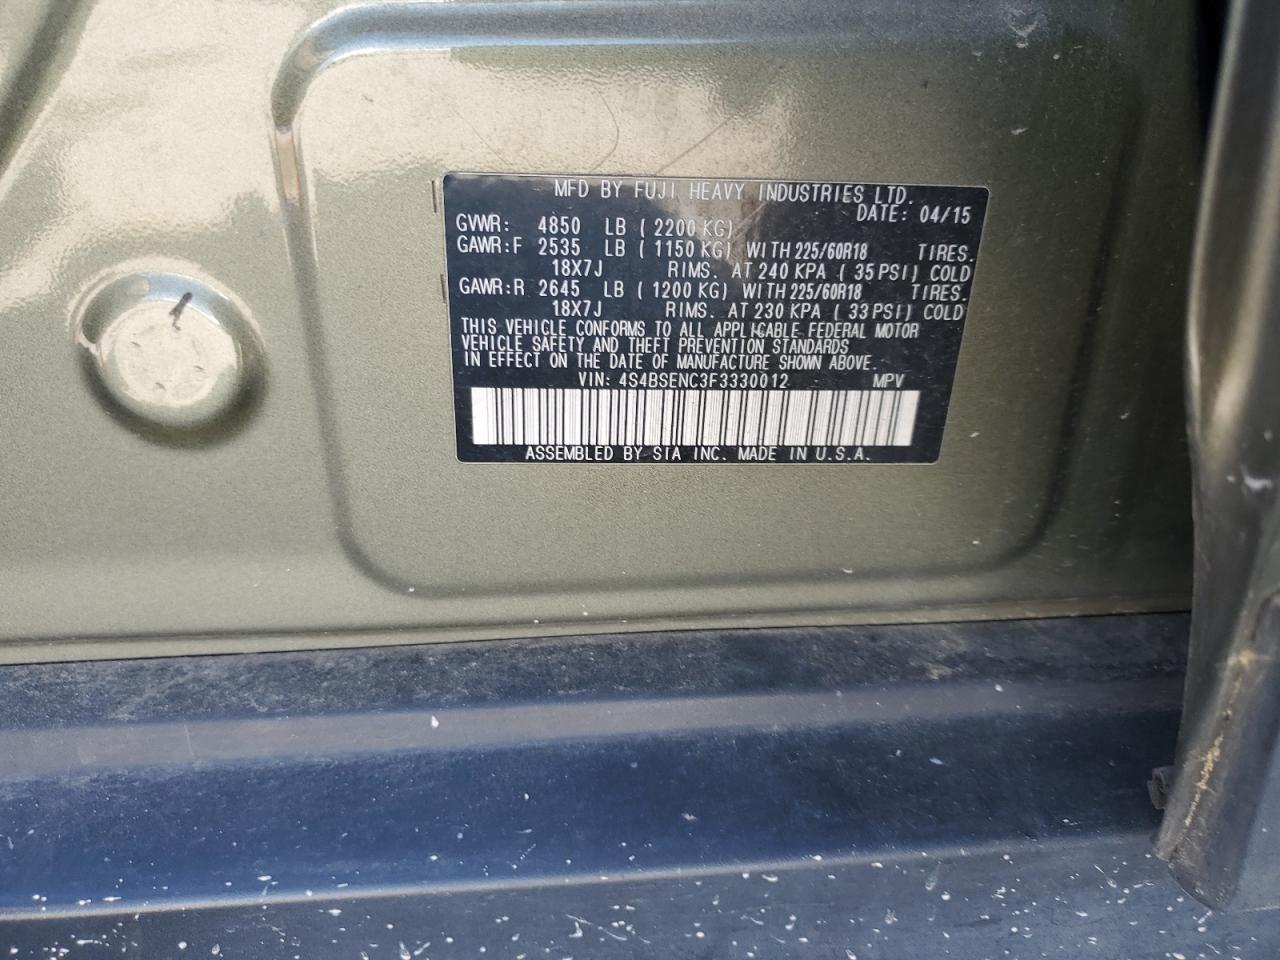 MFD BY FUJI HEAVY INDUSTRIES LTD.
DATE: 04/15
GVWR: 4850 LB ( 2200 KG)
GAWR:F 2535 LB ( 1150 KG) WITH 225/60R18 TIRES.
18X7J RIMS. AT 240 KPA ( 35 PSI) COLD
GAWR:R 2645 LB ( 1200 KG) WITH 225/60R18 TIRES.
18X7J RIMS. AT 230 KPA ( 33 PSI) COLD
THIS VEHICLE CONFORMS TO ALL APPLICABLE FEDERAL MOTOR
VEHICLE SAFETY AND THEFT PREVENTION STANDARDS
IN EFFECT ON THE DATE OF MANUFACTURE SHOWN ABOVE.
VIN: 4S4BSENC3F3330012 MPV
ASSEMBLED BY SIA INC. MADE IN U.S.A.